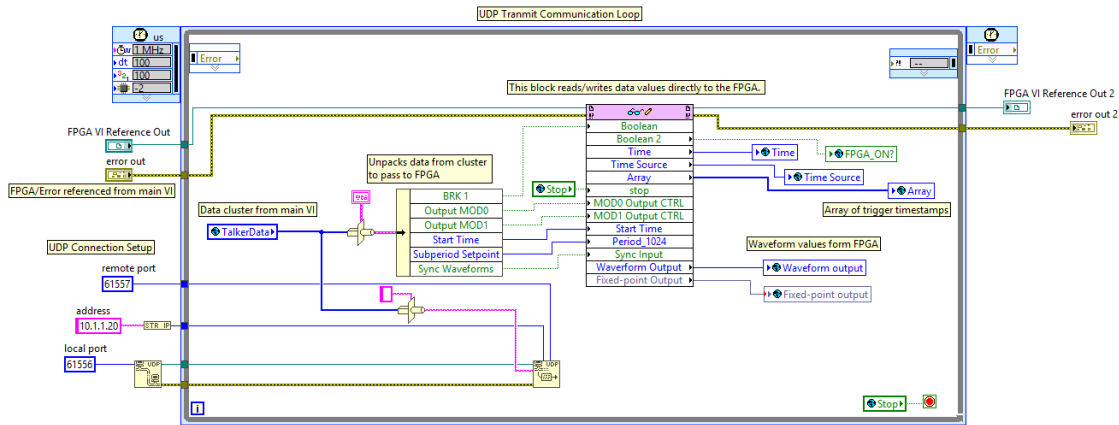 UDP Tranmit Communication Loop
us
1 MHz
dt 100
100
-2
Error
Error
--
This block reads/writes data values directly to the FPGA.
FPGA VI Reference Out 2
error out 2
FPGA VI Reference Out
error out
FPGA/Error referenced from main VI
Boolean
Boolean 2
Time
Time Source
Array
stop
MOD0 Output CTRL
MOD1 Output CTRL
Start Time
Period_1024
Sync Input
Waveform Output
Fixed-point Output
FPGA_ON?
Time
Time Source
Array
Stop
Array of trigger timestamps
Unpacks data from cluster
to pass to FPGA
BRK 1
Output MOD0
Output MOD1
Start Time
Subperiod Setpoint
Sync Waveforms
Data cluster from main VI
TalkerData
Waveform values form FPGA
Waveform output
Fixed-point output
UDP Connection Setup
remote port
61557
address
10.1.1.20
STR IP
local port
61556
UDP
UDP
i
Stop